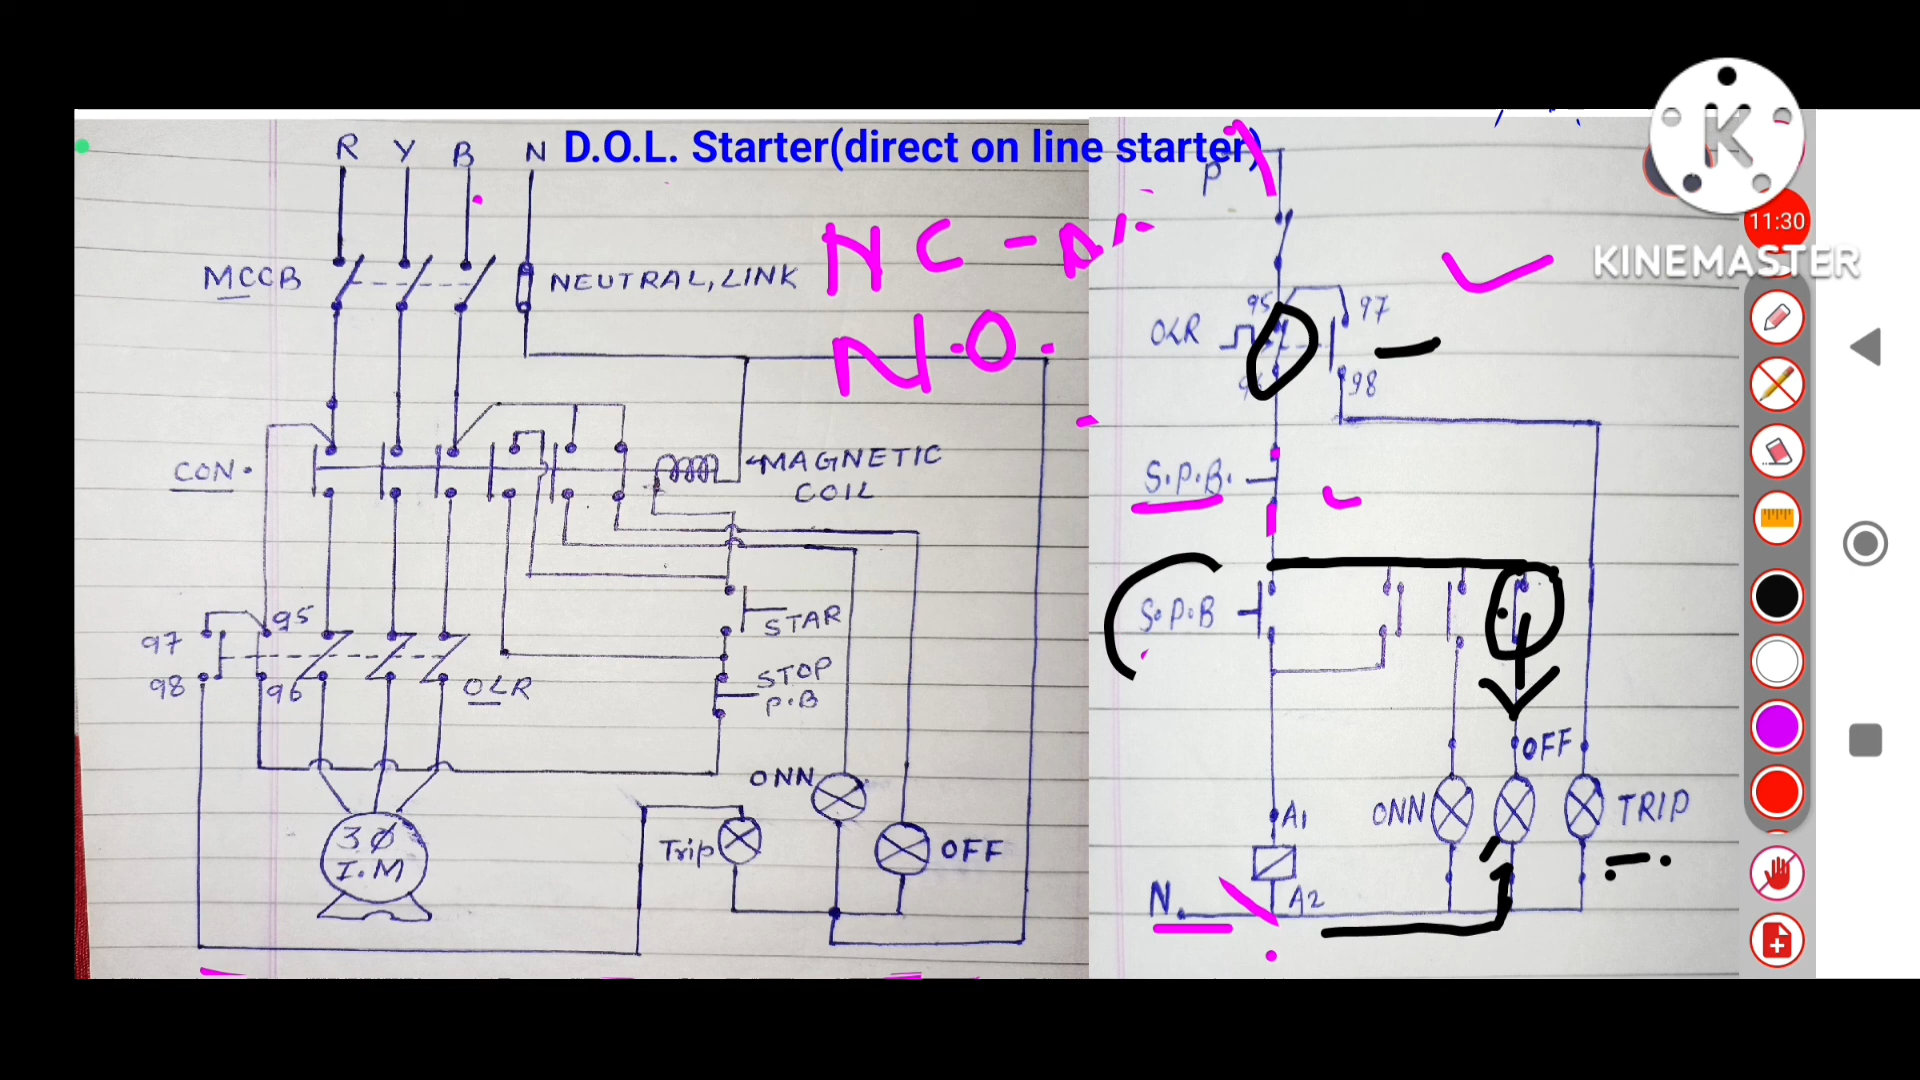 R Y B N D.O.L. Starter(direct on line starter)
P
11:30
KINEMASTER
MCCB
NEUTRAL, LINK
NC -
N.O.
95
97
OLR
98
CON.
MAGNETIC
COIL
S.P.B.
S.P.B
STAR
STOP
P.B
97
95
98
96
OLR
ONN
OFF
Trip
3Ø
I.M
OFF
ONN
TRIP
A1
A2
N.